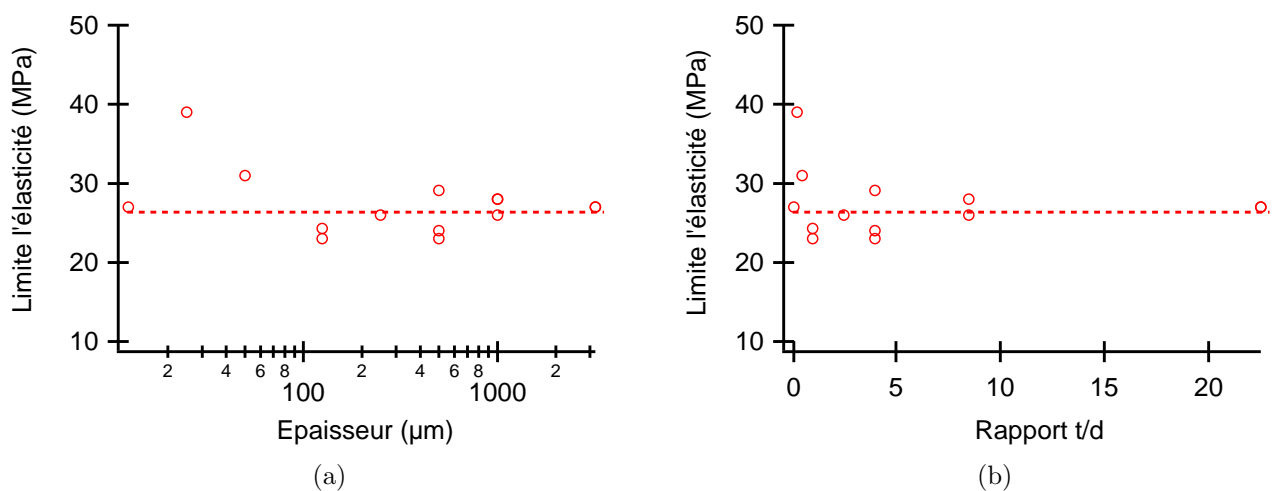 50
40
30
20
10
Limite l'élasticité (MPa)
2 4 6 8 100 2 4 6 8 1000 2
Epaisseur (µm)
(a)
50
40
30
20
10
Limite l'élasticité (MPa)
0 5 10 15 20
Rapport t/d
(b)